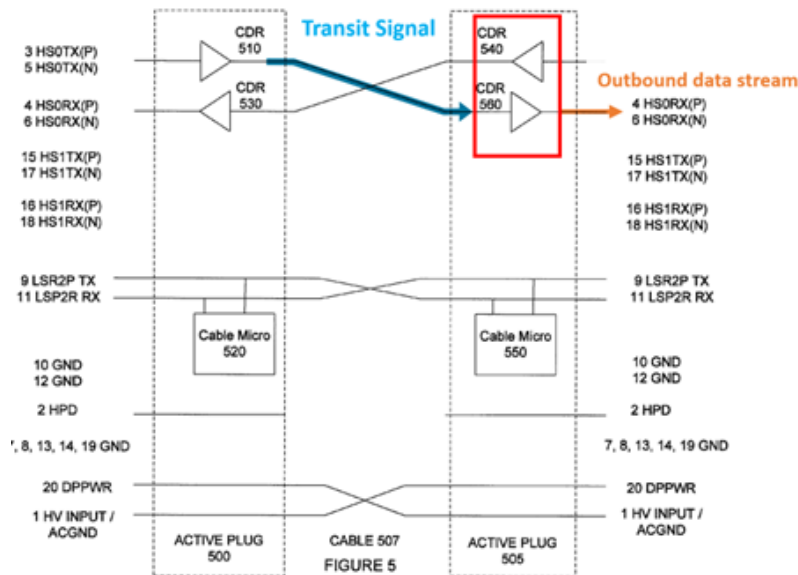 Transit Signal
CDR
510
CDR
540
3 HS0TX(P)
5 HS0TX(N)
Outbound data stream
CDR
530
CDR
560
4 HS0RX(P)
6 HS0RX(N)
4 HS0RX(P)
6 HS0RX(N)
15 HS1TX(P)
17 HS1TX(N)
15 HS1TX(P)
17 HS1TX(N)
16 HS1RX(P)
18 HS1RX(N)
16 HS1RX(P)
18 HS1RX(N)
9 LSR2P TX
11 LSP2R RX
9 LSR2P TX
11 LSP2R RX
Cable Micro
520
Cable Micro
550
10 GND
12 GND
10 GND
12 GND
2 HPD
2 HPD
, 8, 13, 14, 19 GND
7, 8, 13, 14, 19 GND
20 DPPWR
20 DPPWR
1 HV INPUT /
ACGND
1 HV INPUT /
ACGND
ACTIVE PLUG
500
CABLE 507
ACTIVE PLUG
505
FIGURE 5